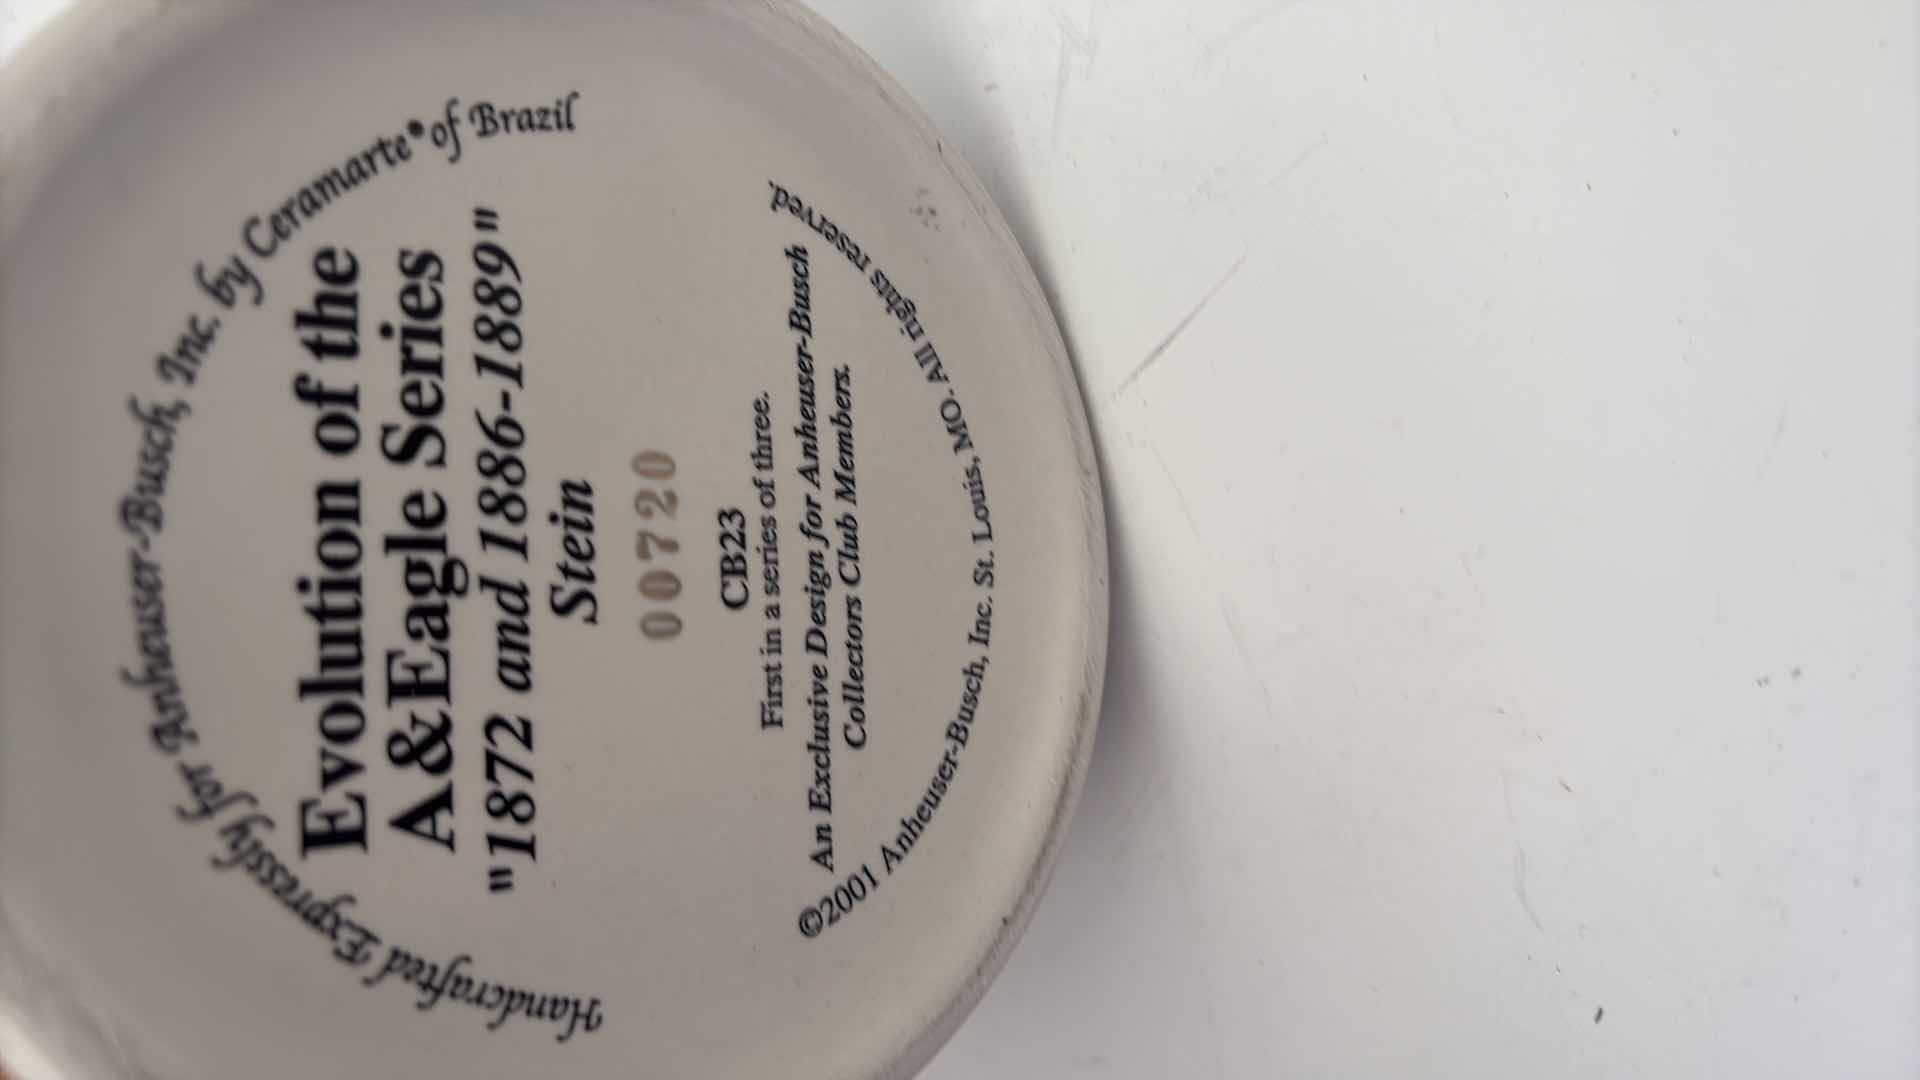 Handcrafted Expressly for Anheuser-Busch, Inc. by Ceramarte® of Brazil
Evolution of the
A&Eagle Series
"1872 and 1886-1889"
Stein
00720
CB23
First in a series of three.
An Exclusive Design for Anheuser-Busch
Collectors Club Members.
©2001 Anheuser-Busch, Inc. St. Louis, MO. All rights reserved.